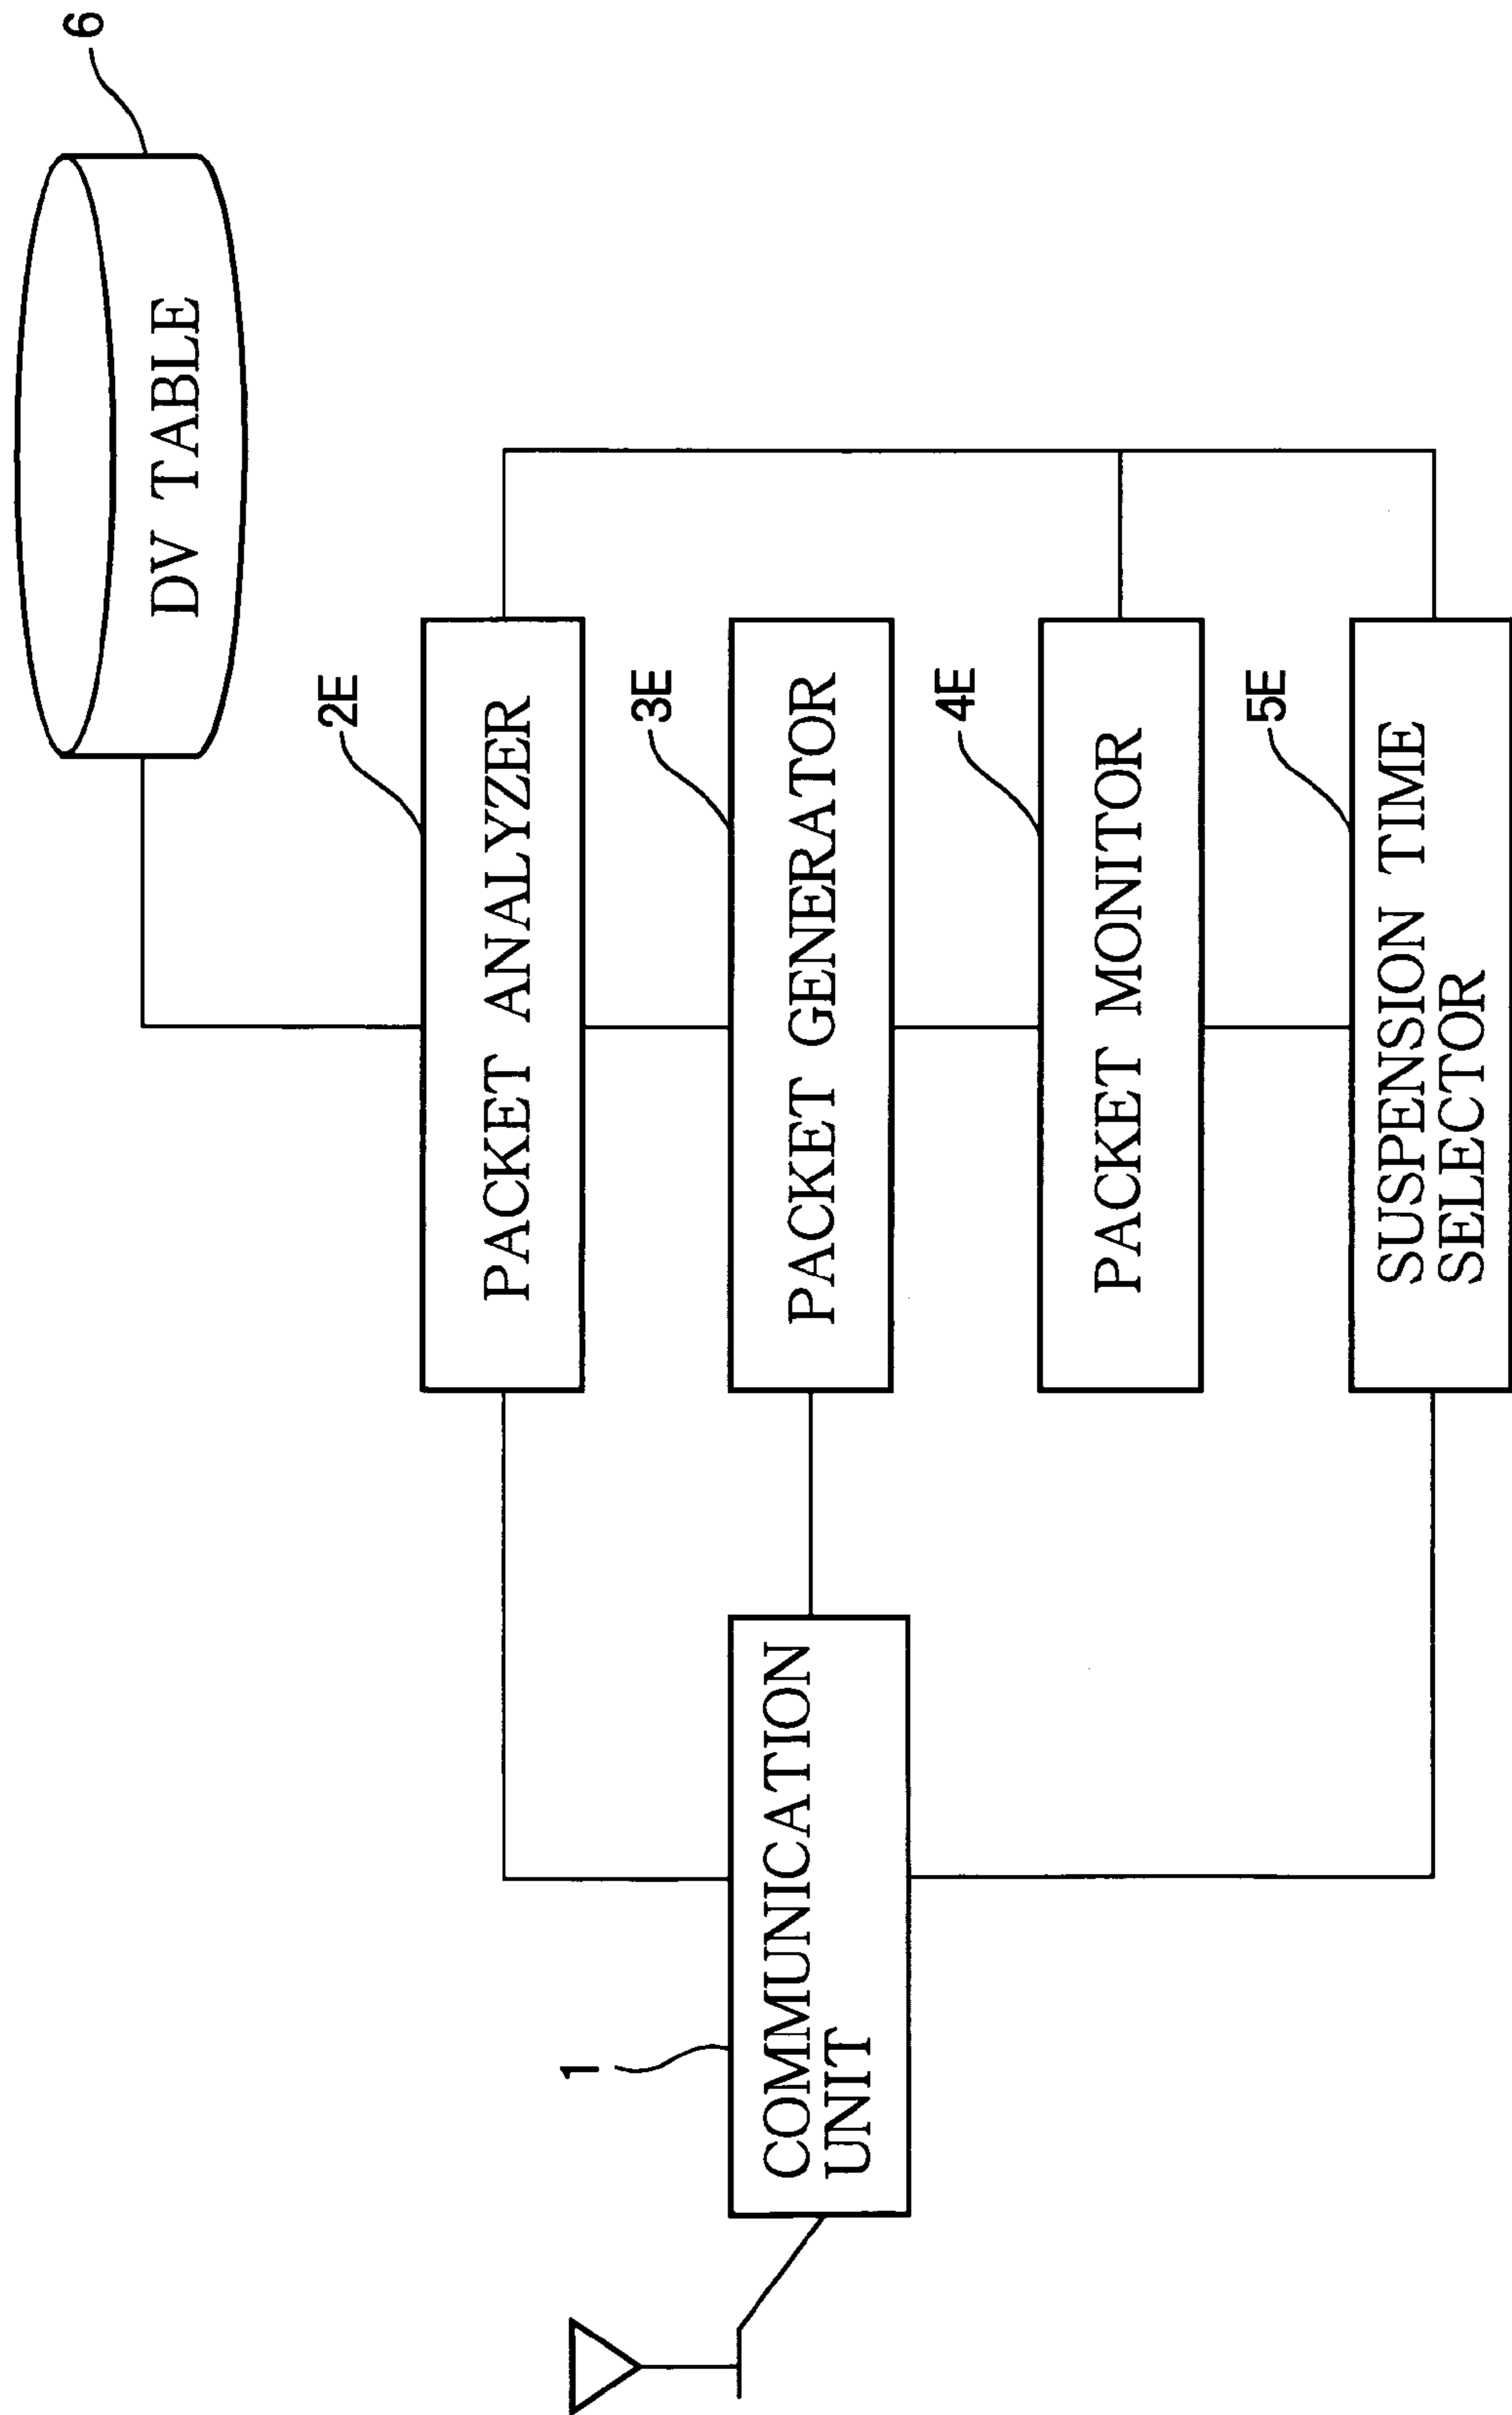 6
DV TABLE
2E
PACKET ANALYZER
3E
PACKET GENERATOR
4E
PACKET MONITOR
5E
SUSPENSION TIME
SELECTOR
1
COMMUNICATION
UNIT